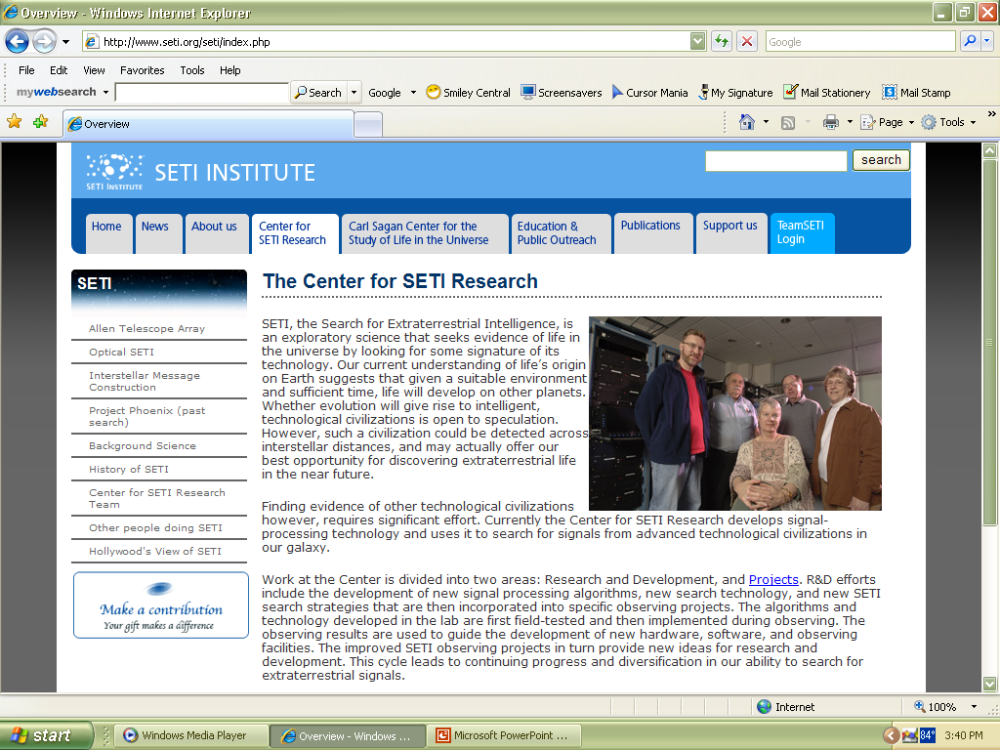 Overview - Windows Internet Explorer
http://www.seti.org/seti/index.php
Google
File Edit View Favorites Tools Help
mywebsearch Search Google Smiley Central Screensavers Cursor Mania My Signature Mail Stationery Mail Stamp
Overview
Page Tools
SETI INSTITUTE
SETI INSTITUTE
search
Home
News
About us
Center for
SETI Research
Carl Sagan Center for the
Study of Life in the Universe
Education &
Public Outreach
Publications
Support us
TeamSETI
Login
SETI
Allen Telescope Array
Optical SETI
Interstellar Message
Construction
Project Phoenix (past
search)
Background Science
History of SETI
Center for SETI Research
Team
Other people doing SETI
Hollywood's View of SETI
Make a contribution
Your gift makes a difference
The Center for SETI Research
SETI, the Search for Extraterrestrial Intelligence, is
an exploratory science that seeks evidence of life in
the universe by looking for some signature of its
technology. Our current understanding of life's origin
on Earth suggests that given a suitable environment
and sufficient time, life will develop on other planets.
Whether evolution will give rise to intelligent,
technological civilizations is open to speculation.
However, such a civilization could be detected across
interstellar distances, and may actually offer our
best opportunity for discovering extraterrestrial life
in the near future.
Finding evidence of other technological civilizations
however, requires significant effort. Currently the Center for SETI Research develops signal-
processing technology and uses it to search for signals from advanced technological civilizations in
our galaxy.
Work at the Center is divided into two areas: Research and Development, and Projects. R&D efforts
include the development of new signal processing algorithms, new search technology, and new SETI
search strategies that are then incorporated into specific observing projects. The algorithms and
technology developed in the lab are first field-tested and then implemented during observing. The
observing results are used to guide the development of new hardware, software, and observing
facilities. The improved SETI observing projects in turn provide new ideas for research and
development. This cycle leads to continuing progress and diversification in our ability to search for
extraterrestrial signals.
Internet
100%
start
Windows Media Player
Overview - Windows ...
Microsoft PowerPoint ...
84°
3:40 PM